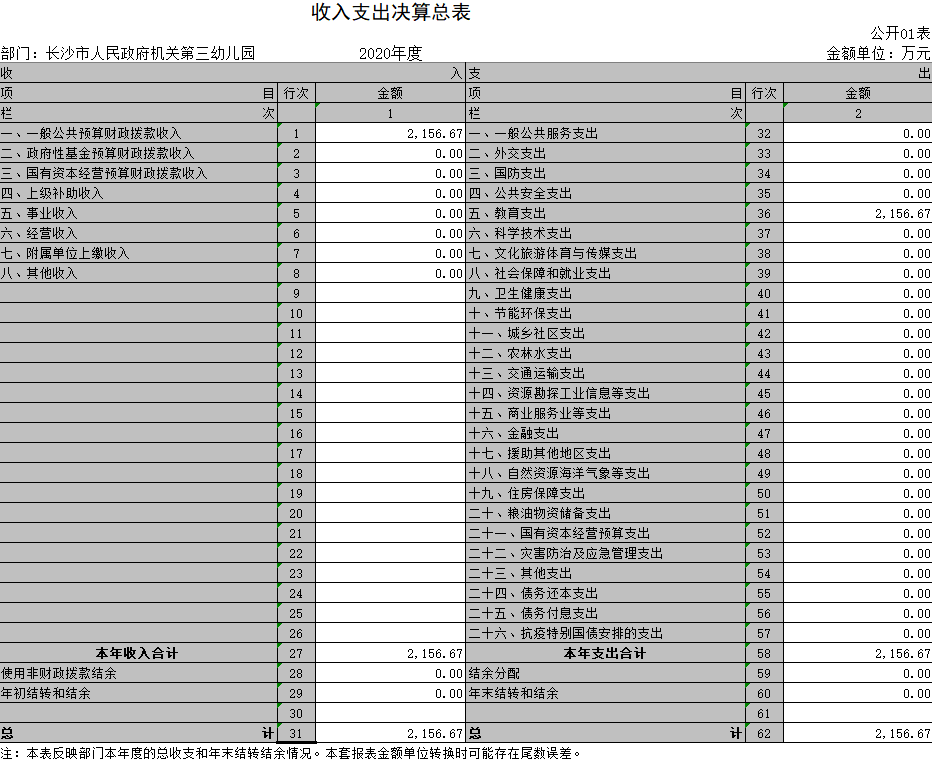 收入支出决算总表
公开01表
部门：长沙市人民政府机关第三幼儿园 2020年度 金额单位：万元
收 入 支 出
项 目 行次 金额 项 目 行次 金额
栏 次 1 栏 次 2
一、一般公共预算财政拨款收入 1 2,156.67 一、一般公共服务支出 32 0.00
二、政府性基金预算财政拨款收入 2 0.00 二、外交支出 33 0.00
三、国有资本经营预算财政拨款收入 3 0.00 三、国防支出 34 0.00
四、上级补助收入 4 0.00 四、公共安全支出 35 0.00
五、事业收入 5 0.00 五、教育支出 36 2,156.67
六、经营收入 6 0.00 六、科学技术支出 37 0.00
七、附属单位上缴收入 7 0.00 七、文化旅游体育与传媒支出 38 0.00
八、其他收入 8 0.00 八、社会保障和就业支出 39 0.00
9 九、卫生健康支出 40 0.00
10 十、节能环保支出 41 0.00
11 十一、城乡社区支出 42 0.00
12 十二、农林水支出 43 0.00
13 十三、交通运输支出 44 0.00
14 十四、资源勘探工业信息等支出 45 0.00
15 十五、商业服务业等支出 46 0.00
16 十六、金融支出 47 0.00
17 十七、援助其他地区支出 48 0.00
18 十八、自然资源海洋气象等支出 49 0.00
19 十九、住房保障支出 50 0.00
20 二十、粮油物资储备支出 51 0.00
21 二十一、国有资本经营预算支出 52 0.00
22 二十二、灾害防治及应急管理支出 53 0.00
23 二十三、其他支出 54 0.00
24 二十四、债务还本支出 55 0.00
25 二十五、债务付息支出 56 0.00
26 二十六、抗疫特别国债安排的支出 57 0.00
本年收入合计 27 2,156.67 本年支出合计 58 2,156.67
使用非财政拨款结余 28 0.00 结余分配 59 0.00
年初结转和结余 29 0.00 年末结转和结余 60 0.00
30 61
总 计 31 2,156.67 总 计 62 2,156.67
注：本表反映部门本年度的总收支和年末结转结余情况。本套报表金额单位转换时可能存在尾数误差。